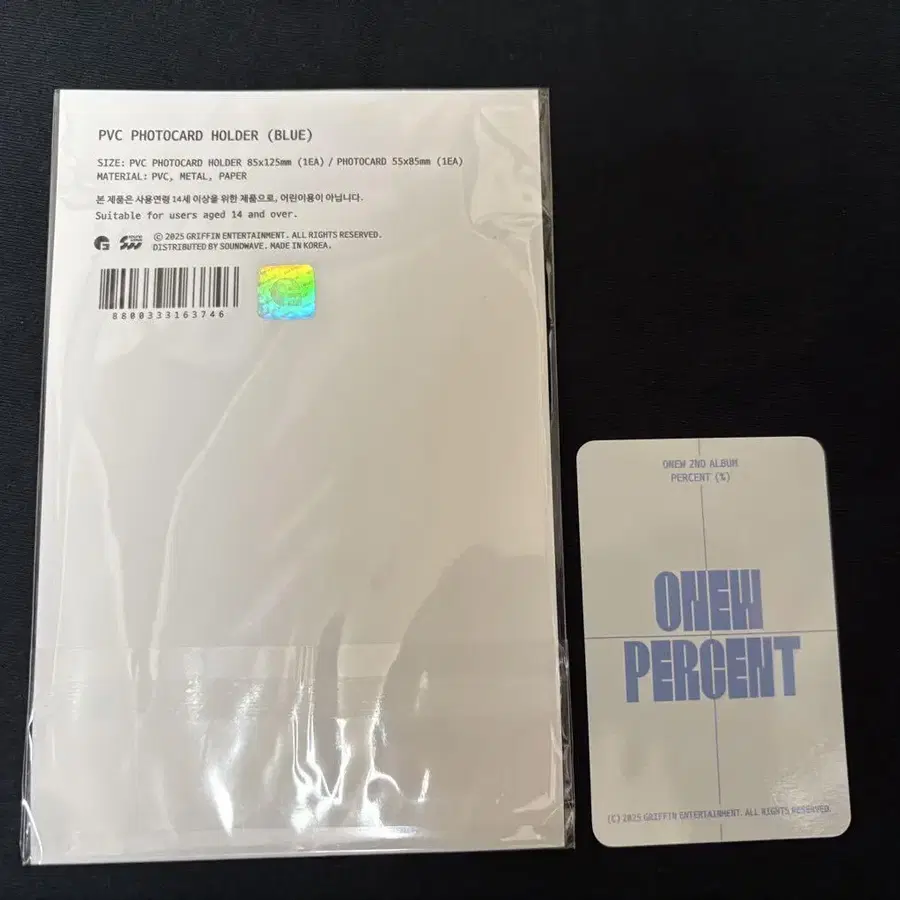 PVC PHOTOCARD HOLDER (BLUE)
SIZE: PVC PHOTOCARD HOLDER 85x125mm (1EA) / PHOTOCARD 55x85mm (1EA)
MATERIAL: PVC, METAL, PAPER
본 제품은 사용연령 14세 이상을 위한 제품으로, 어린이용이 아닙니다.
Suitable for users aged 14 and over.
© 2025 GRIFFIN ENTERTAINMENT. ALL RIGHTS RESERVED.
DISTRIBUTED BY SOUNDWAVE. MADE IN KOREA.
8800333163746
ONEW 2ND ALBUM
PERCENT (%)
ONEW
PERCENT
(C) 2025 GRIFFIN ENTERTAINMENT. ALL RIGHTS RESERVED.